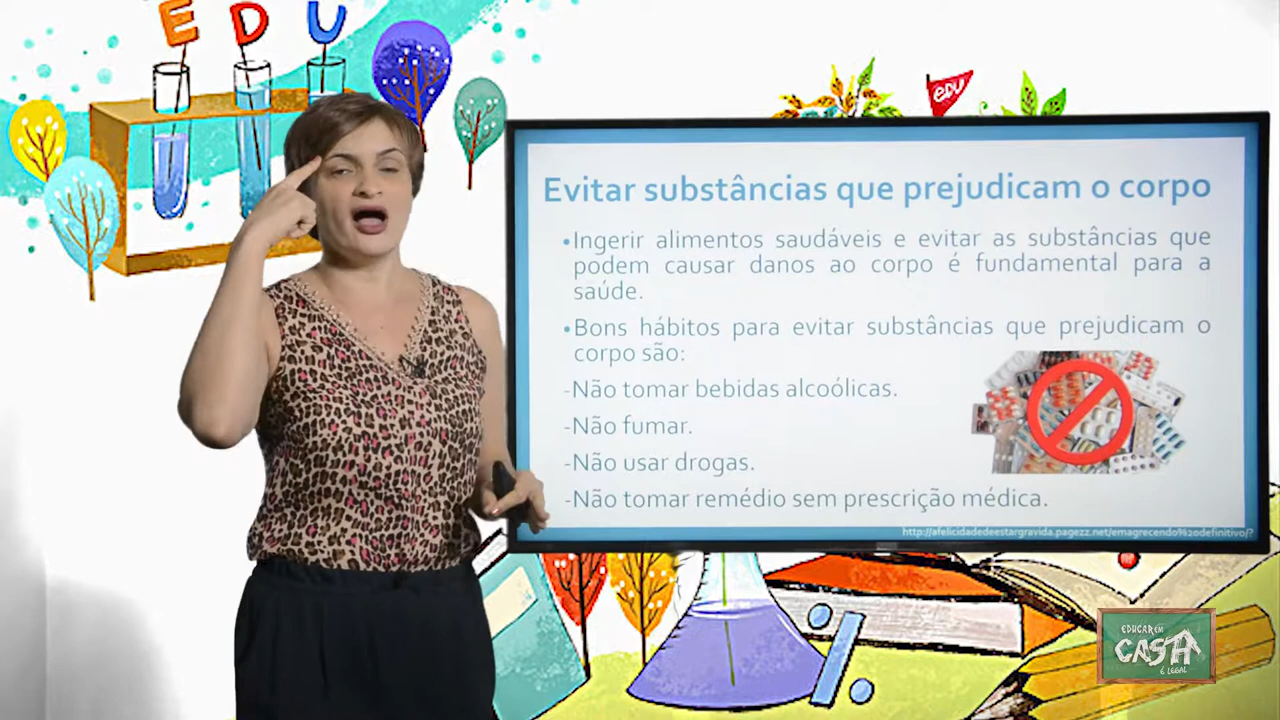 EDU
EDU
Evitar substâncias que prejudicam o corpo
•Ingerir alimentos saudáveis e evitar as substâncias que
podem causar danos ao corpo é fundamental para a
saúde.
•Bons hábitos para evitar substâncias que prejudicam o
corpo são:
-Não tomar bebidas alcoólicas.
-Não fumar.
-Não usar drogas.
-Não tomar remédio sem prescrição médica.
http://afelicidadedeestargravida.pagezz.net/emagrecendo%20definitivo/?
EDUCAR EM
CASA
É LEGAL